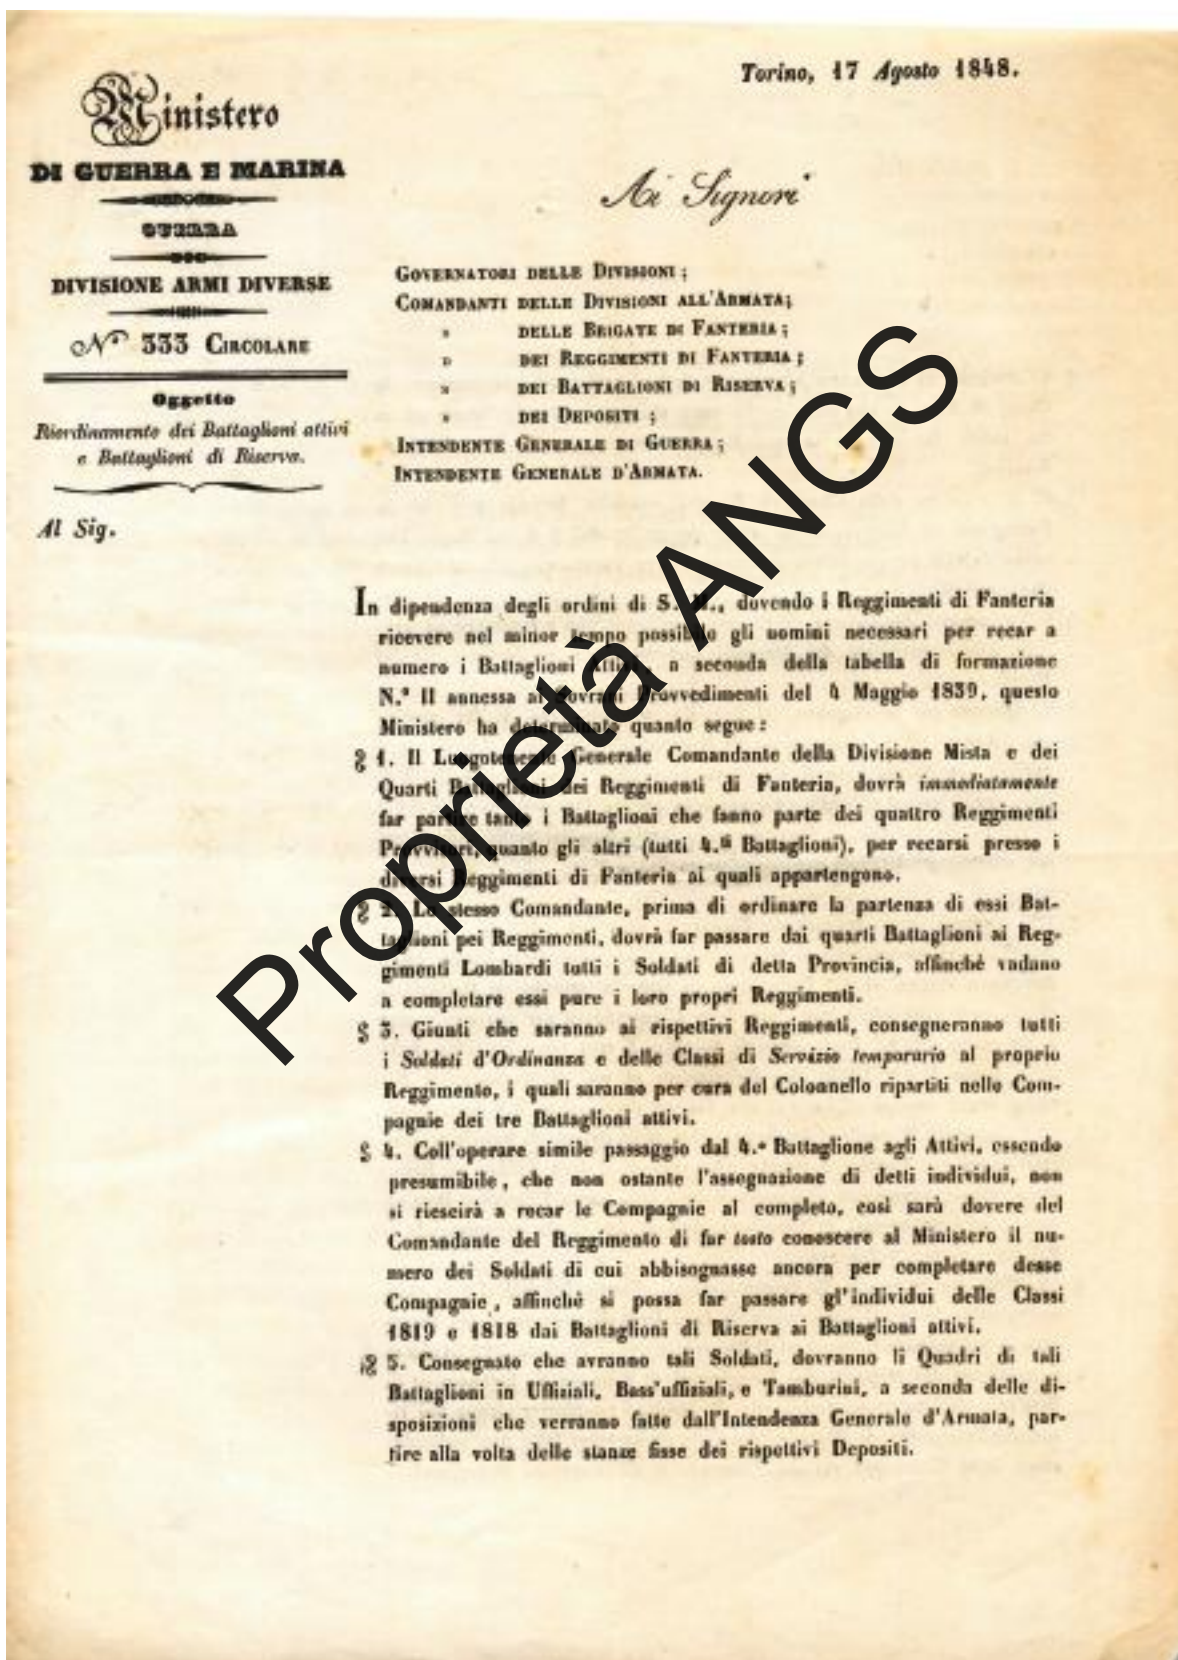 Torino, 17 Agosto 1848.
Ministero
DI GUERRA E MARINA
GUERRA
DIVISIONE ARMI DIVERSE
N.° 333 CIRCOLARE
Oggetto
Riordinamento dei Battaglioni attivi
e Battaglioni di Riserva.
Al Sig.
Ai Signori
GOVERNATORI DELLE DIVISIONI;
COMANDANTI DELLE DIVISIONI ALL'ARMATA;
» DELLE BRIGATE DI FANTERIA;
» DEI REGGIMENTI DI FANTERIA;
» DEI BATTAGLIONI DI RISERVA;
» DEI DEPOSITI;
INTENDENTE GENERALE DI GUERRA;
INTENDENTE GENERALE D'ARMATA.
In dipendenza degli ordini di S. M., dovendo i Reggimenti di Fanteria
ricevere nel minor tempo possibile gli uomini necessari per recar a
numero i Battaglioni Attivi, a seconda della tabella di formazione
N.° II annessa ai Sovrani Provvedimenti del 4 Maggio 1839, questo
Ministero ha determinato quanto segue:
§ 1. Il Luogotenente Generale Comandante della Divisione Mista e dei
Quarti Battaglioni dei Reggimenti di Fanteria, dovrà immediatamente
far partire tanto i Battaglioni che fanno parte dei quattro Reggimenti
Provvisori, quanto gli altri (tutti 4.ti Battaglioni), per recarsi presso i
diversi Reggimenti di Fanteria ai quali appartengono.
§ 2. Lo stesso Comandante, prima di ordinare la partenza di essi Bat-
taglioni pei Reggimenti, dovrà far passare dai quarti Battaglioni ai Reg-
gimenti Lombardi tutti i Soldati di detta Provincia, affinchè vadano
a completare essi pure i loro propri Reggimenti.
§ 3. Giunti che saranno ai rispettivi Reggimenti, consegneranno tutti
i Soldati d'Ordinanza e delle Classi di Servizio temporario al proprio
Reggimento, i quali saranno per cura del Colonnello ripartiti nelle Com-
pagnie dei tre Battaglioni attivi.
§ 4. Coll'operare simile passaggio dal 4.° Battaglione agli Attivi, essendo
presumibile, che non ostante l'assegnazione di detti individui, non
si riescirà a recar le Compagnie al completo, così sarà dovere del
Comandante del Reggimento di far tosto conoscere al Ministero il nu-
mero dei Soldati di cui abbisognasse ancora per completare desse
Compagnie, affinchè si possa far passare gl'individui delle Classi
1819 e 1818 dai Battaglioni di Riserva ai Battaglioni attivi.
§ 5. Consegnato che avranno tali Soldati, dovranno li Quadri di tali
Battaglioni in Uffiziali, Bass'uffiziali, e Tamburini, a seconda delle di-
sposizioni che verranno fatte dall'Intendenza Generale d'Armata, par-
tire alla volta delle stanze fisse dei rispettivi Depositi.
Proprietà ANGS